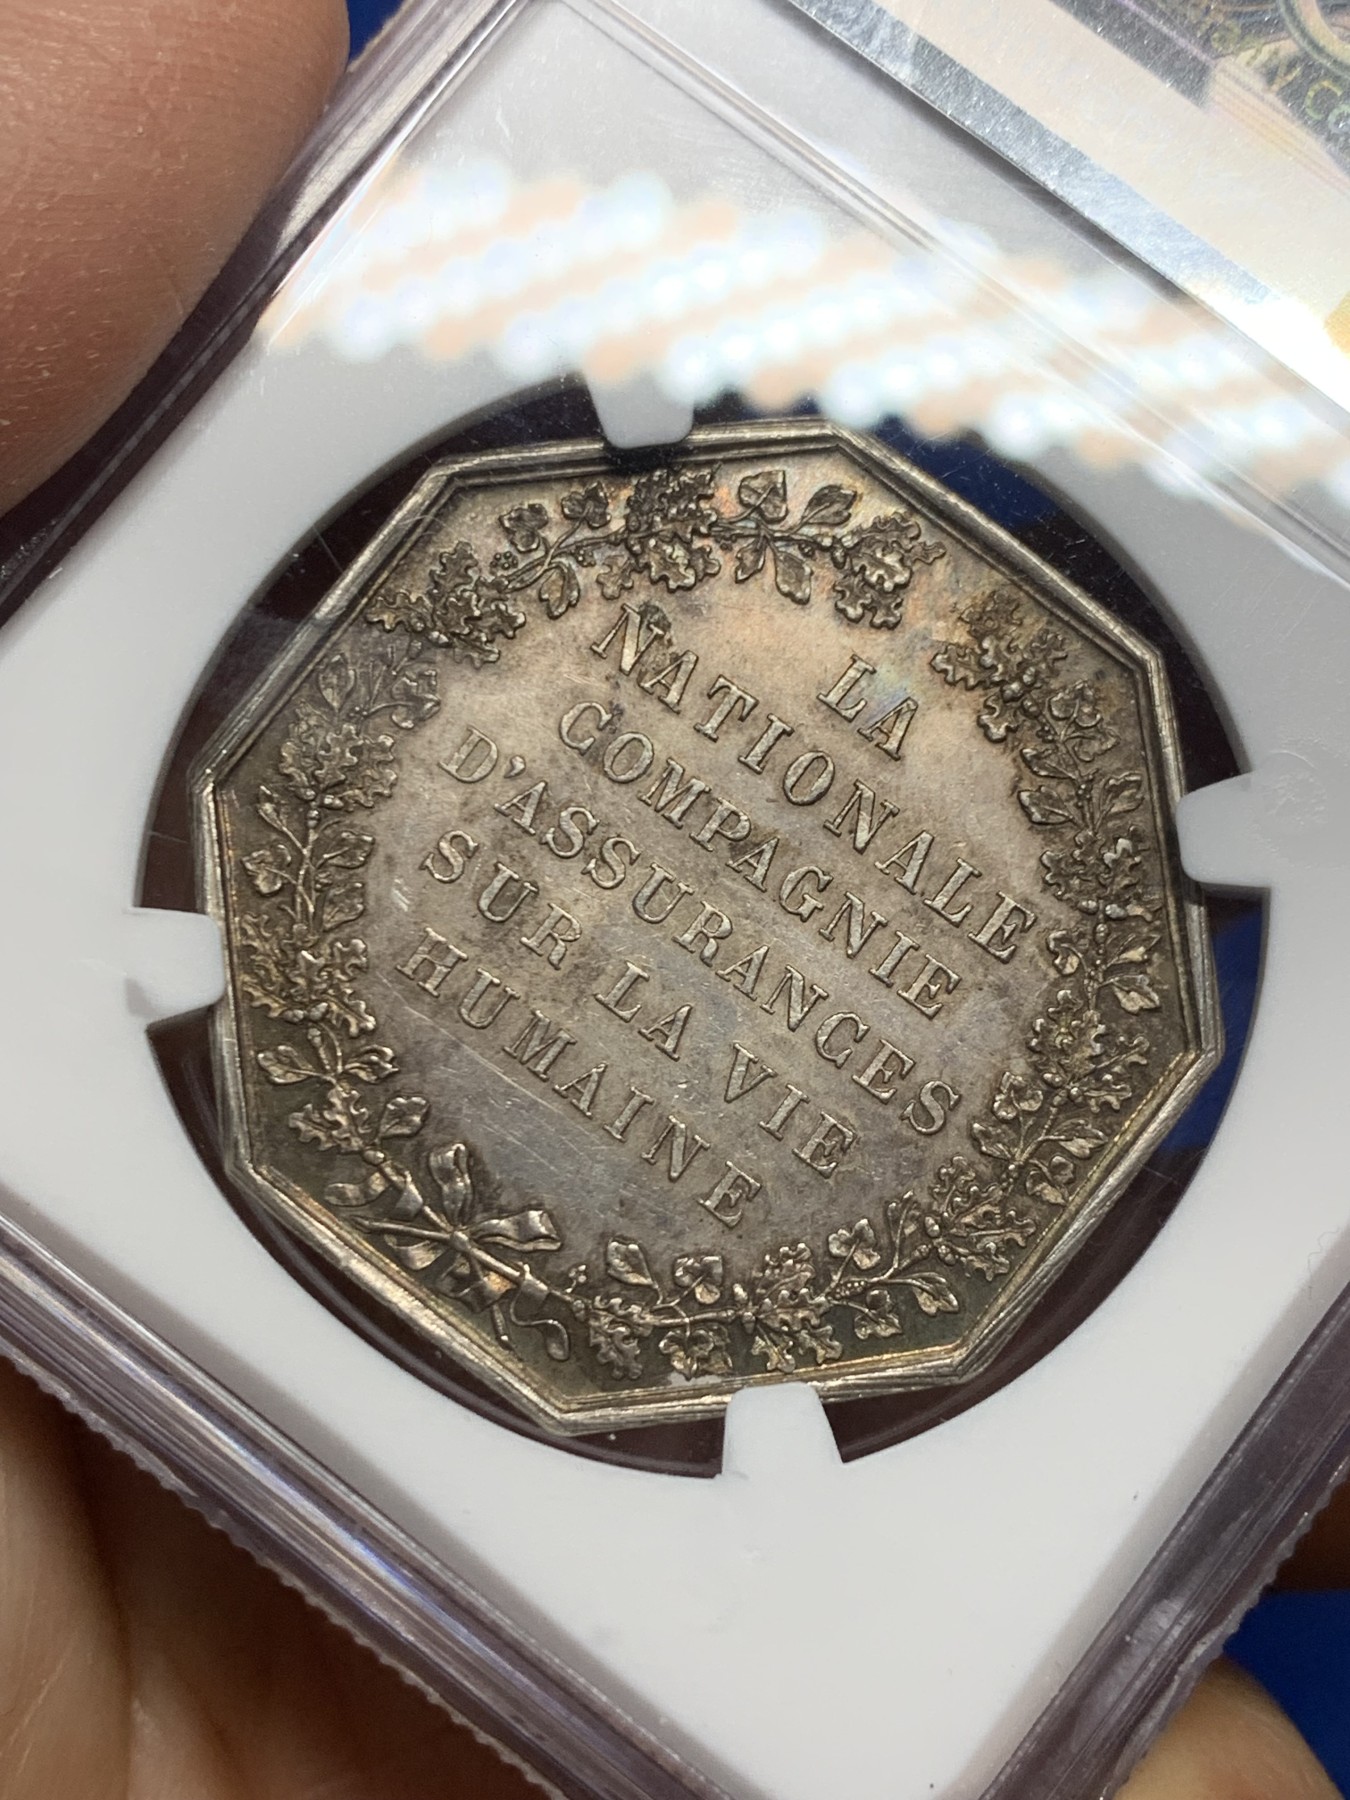 LA
NATIONALE
COMPAGNIE
D'ASSURANCES
SUR LA VIE
HUMAINE